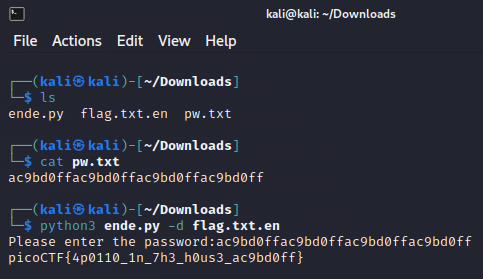 kali@kali: ~/Downloads
File Actions Edit View Help
┌──(kali㉿kali)-[~/Downloads]
└─$ ls
ende.py flag.txt.en pw.txt
┌──(kali㉿kali)-[~/Downloads]
└─$ cat pw.txt
ac9bd0ffac9bd0ffac9bd0ffac9bd0ff
┌──(kali㉿kali)-[~/Downloads]
└─$ python3 ende.py -d flag.txt.en
Please enter the password:ac9bd0ffac9bd0ffac9bd0ffac9bd0ff
picoCTF{4p0110_1n_7h3_h0us3_ac9bd0ff}